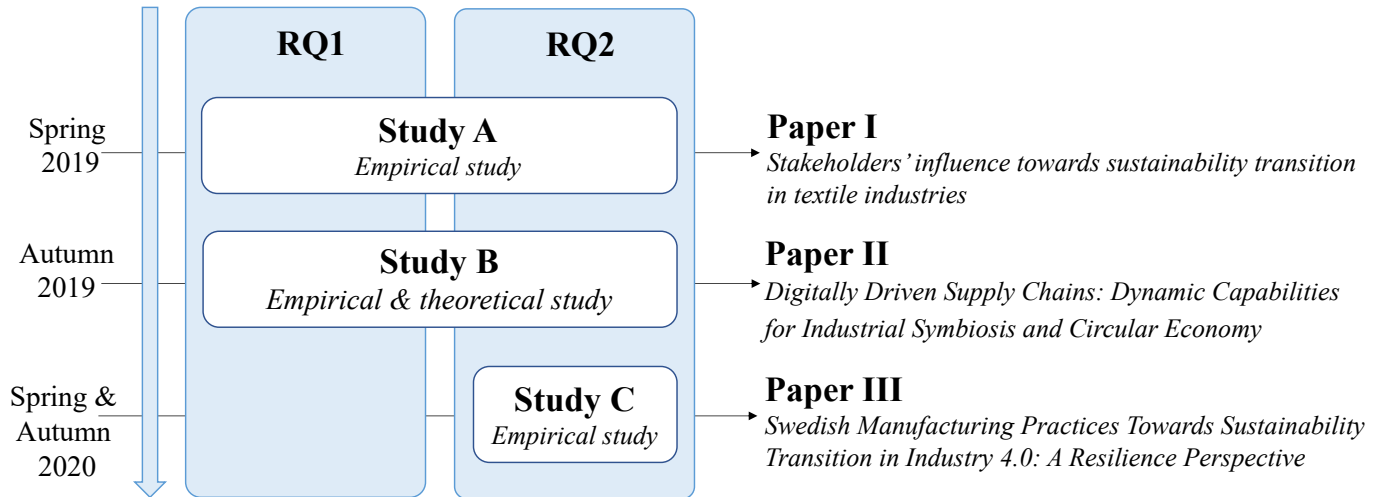 RQ1
RQ2
Spring
2019
Study A
Empirical study
Paper I
Stakeholders’ influence towards sustainability transition
in textile industries
Autumn
2019
Study B
Empirical & theoretical study
Paper II
Digitally Driven Supply Chains: Dynamic Capabilities
for Industrial Symbiosis and Circular Economy
Spring &
Autumn
2020
Study C
Empirical study
Paper III
Swedish Manufacturing Practices Towards Sustainability
Transition in Industry 4.0: A Resilience Perspective